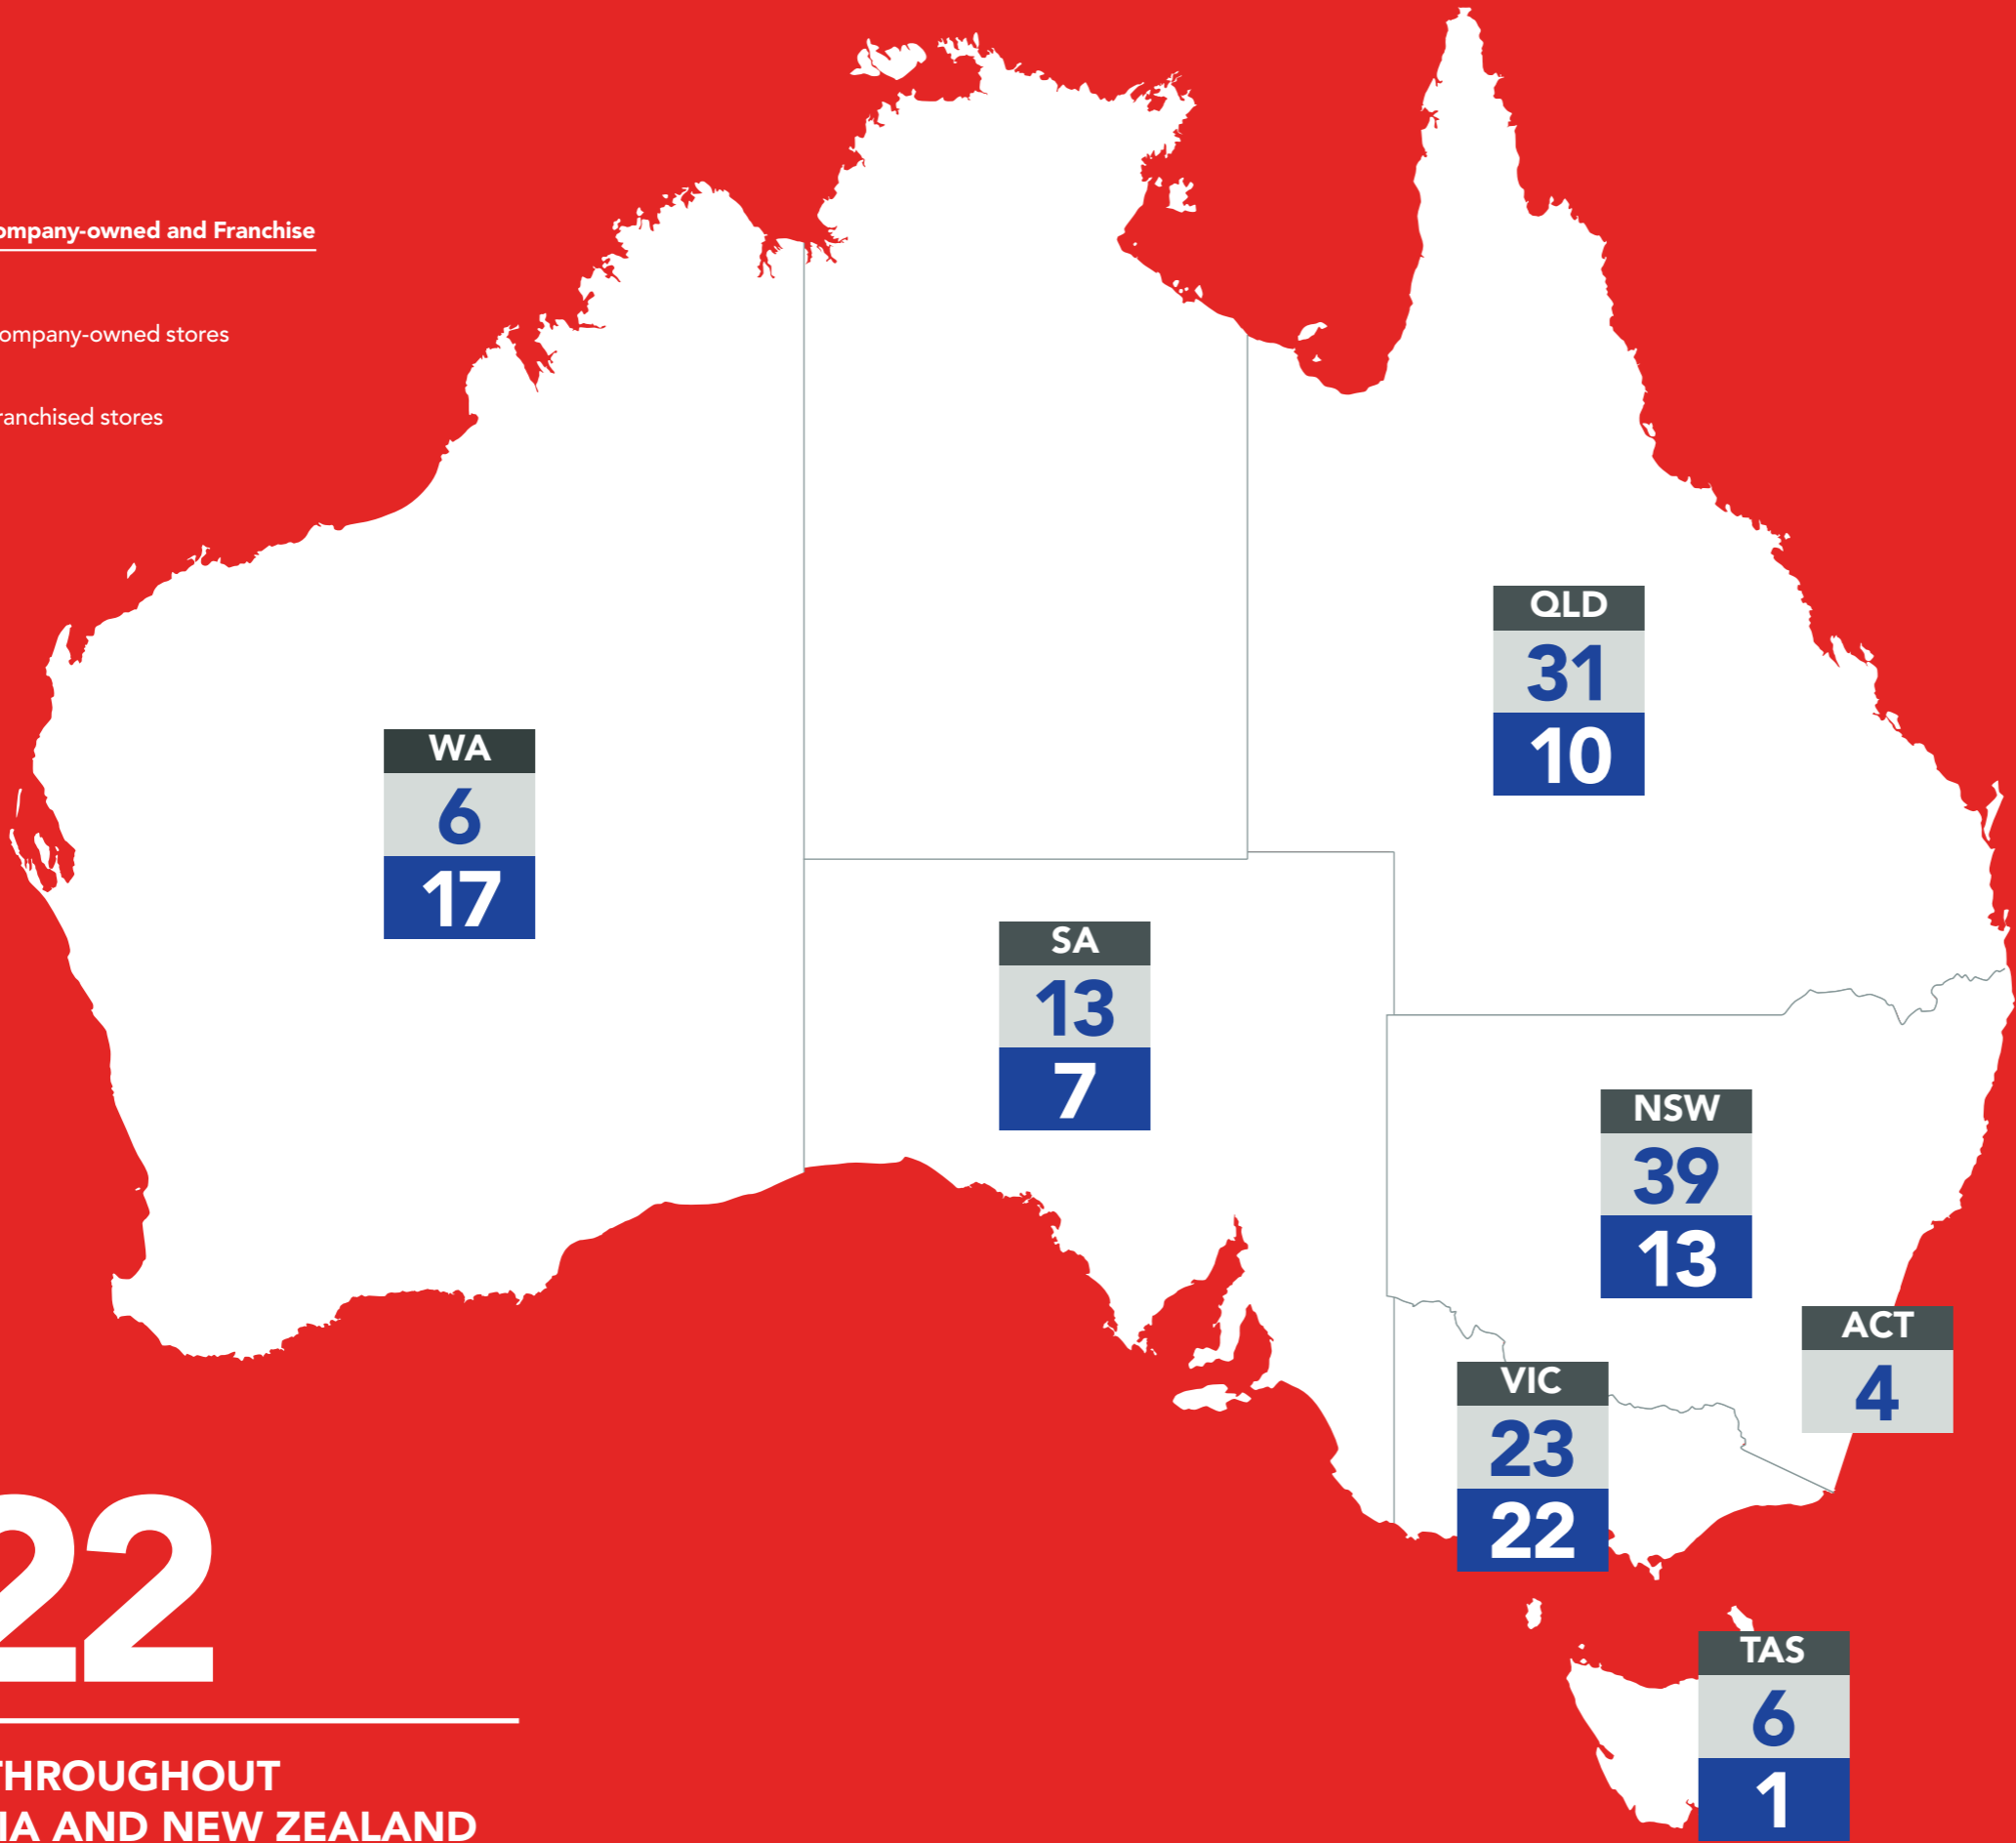 ompany-owned and Franchise
ompany-owned stores
ranchised stores
QLD
31
10
WA
6
17
SA
13
7
NSW
39
13
ACT
4
VIC
23
22
22
THROUGHOUT
IA AND NEW ZEALAND
TAS
6
1